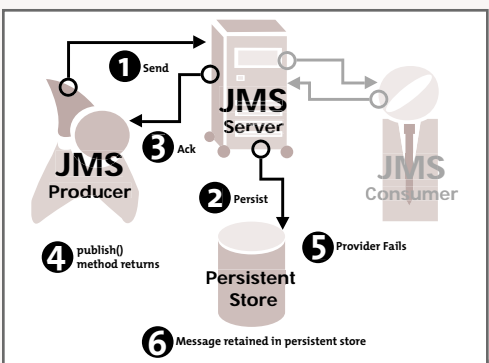 1 Send
JMS
Server
3 Ack
JMS
Producer
JMS
Consumer
2 Persist
4 publish()
method returns
5 Provider Fails
Persistent
Store
6 Message retained in persistent store